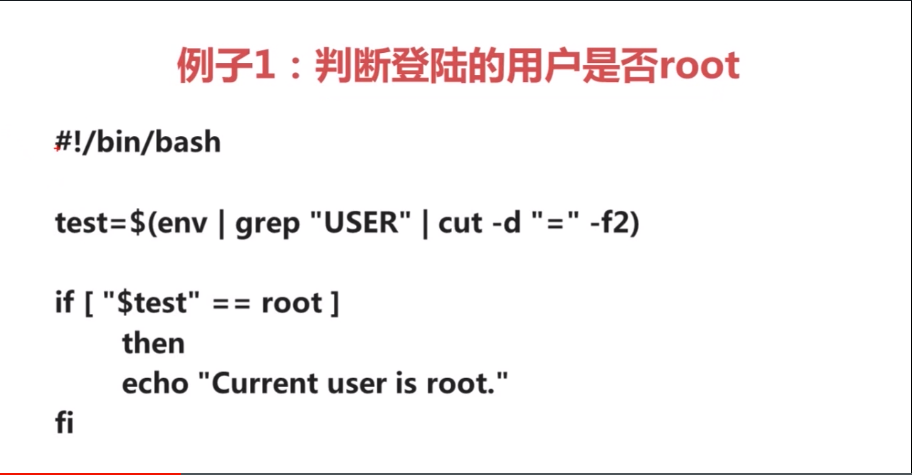 例子1：判断登陆的用户是否root
#!/bin/bash
test=$(env | grep "USER" | cut -d "=" -f2)
if [ "$test" == root ]
then
echo "Current user is root."
fi